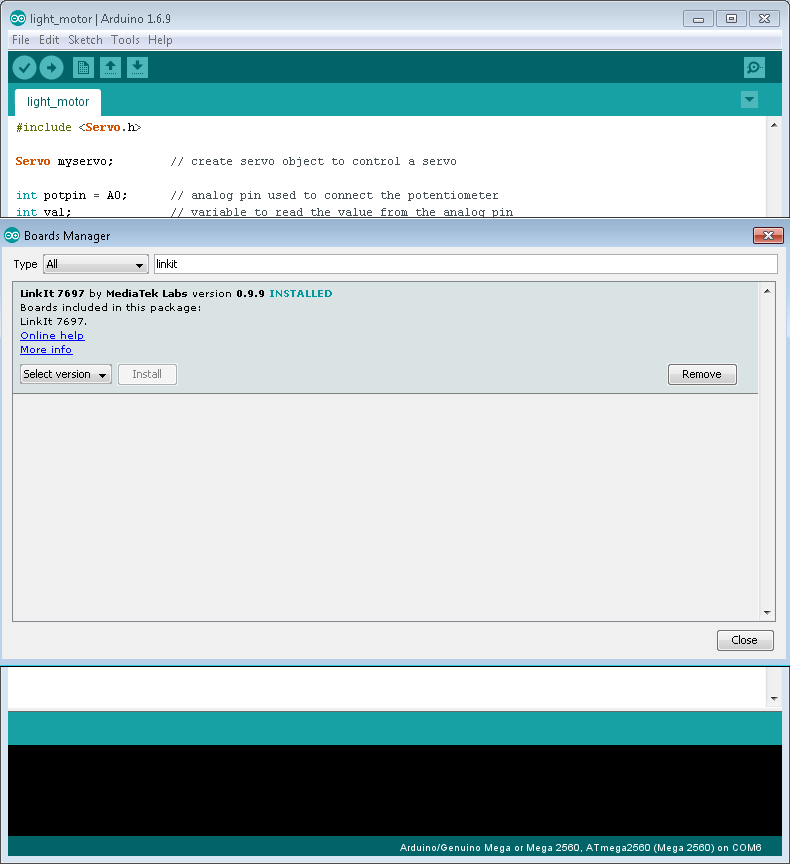 light_motor | Arduino 1.6.9
File Edit Sketch Tools Help
light_motor
#include <Servo.h>
Servo myservo; // create servo object to control a servo
int potpin = A0; // analog pin used to connect the potentiometer
int val; // variable to read the value from the analog pin
Boards Manager
Type All linkit
LinkIt 7697 by MediaTek Labs version 0.9.9 INSTALLED
Boards included in this package:
LinkIt 7697.
Online help
More info
Select version Install Remove
Close
Arduino/Genuino Mega or Mega 2560, ATmega2560 (Mega 2560) on COM6